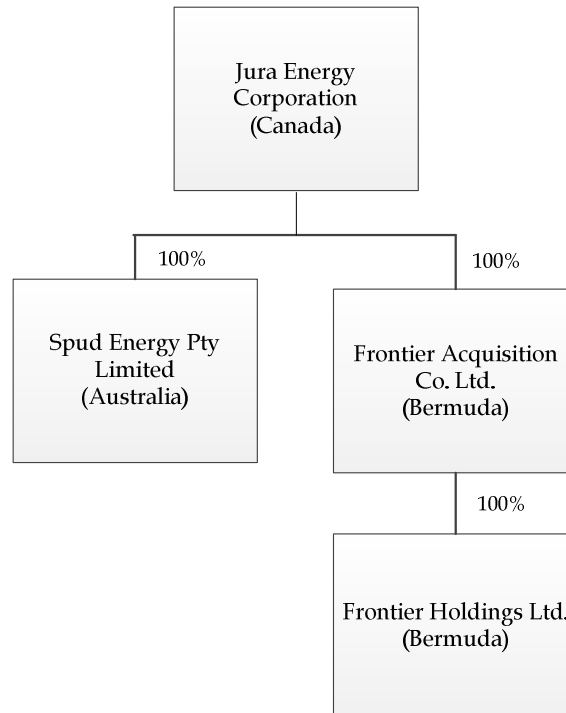 Jura Energy
Corporation
(Canada)
100%
100%
Spud Energy Pty
Limited
(Australia)
Frontier Acquisition
Co. Ltd.
(Bermuda)
100%
Frontier Holdings Ltd.
(Bermuda)